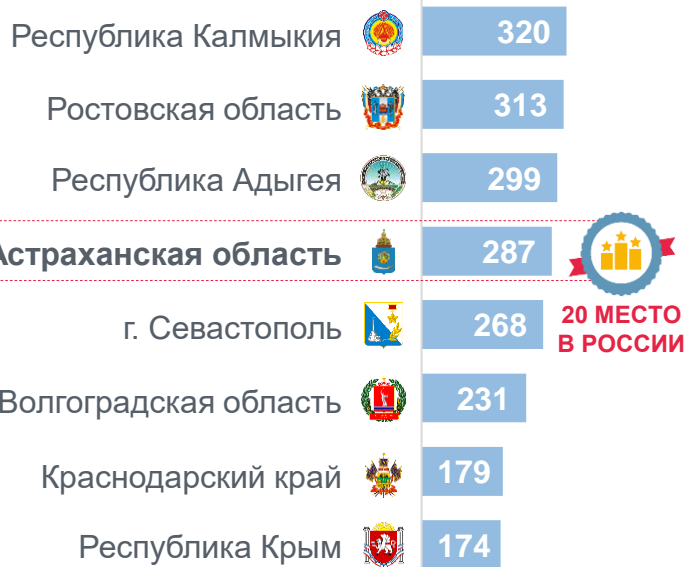 Республика Калмыкия 320
Ростовская область 313
Республика Адыгея 299
Астраханская область 287
г. Севастополь 268
20 МЕСТО
В РОССИИ
Волгоградская область 231
Краснодарский край 179
Республика Крым 174